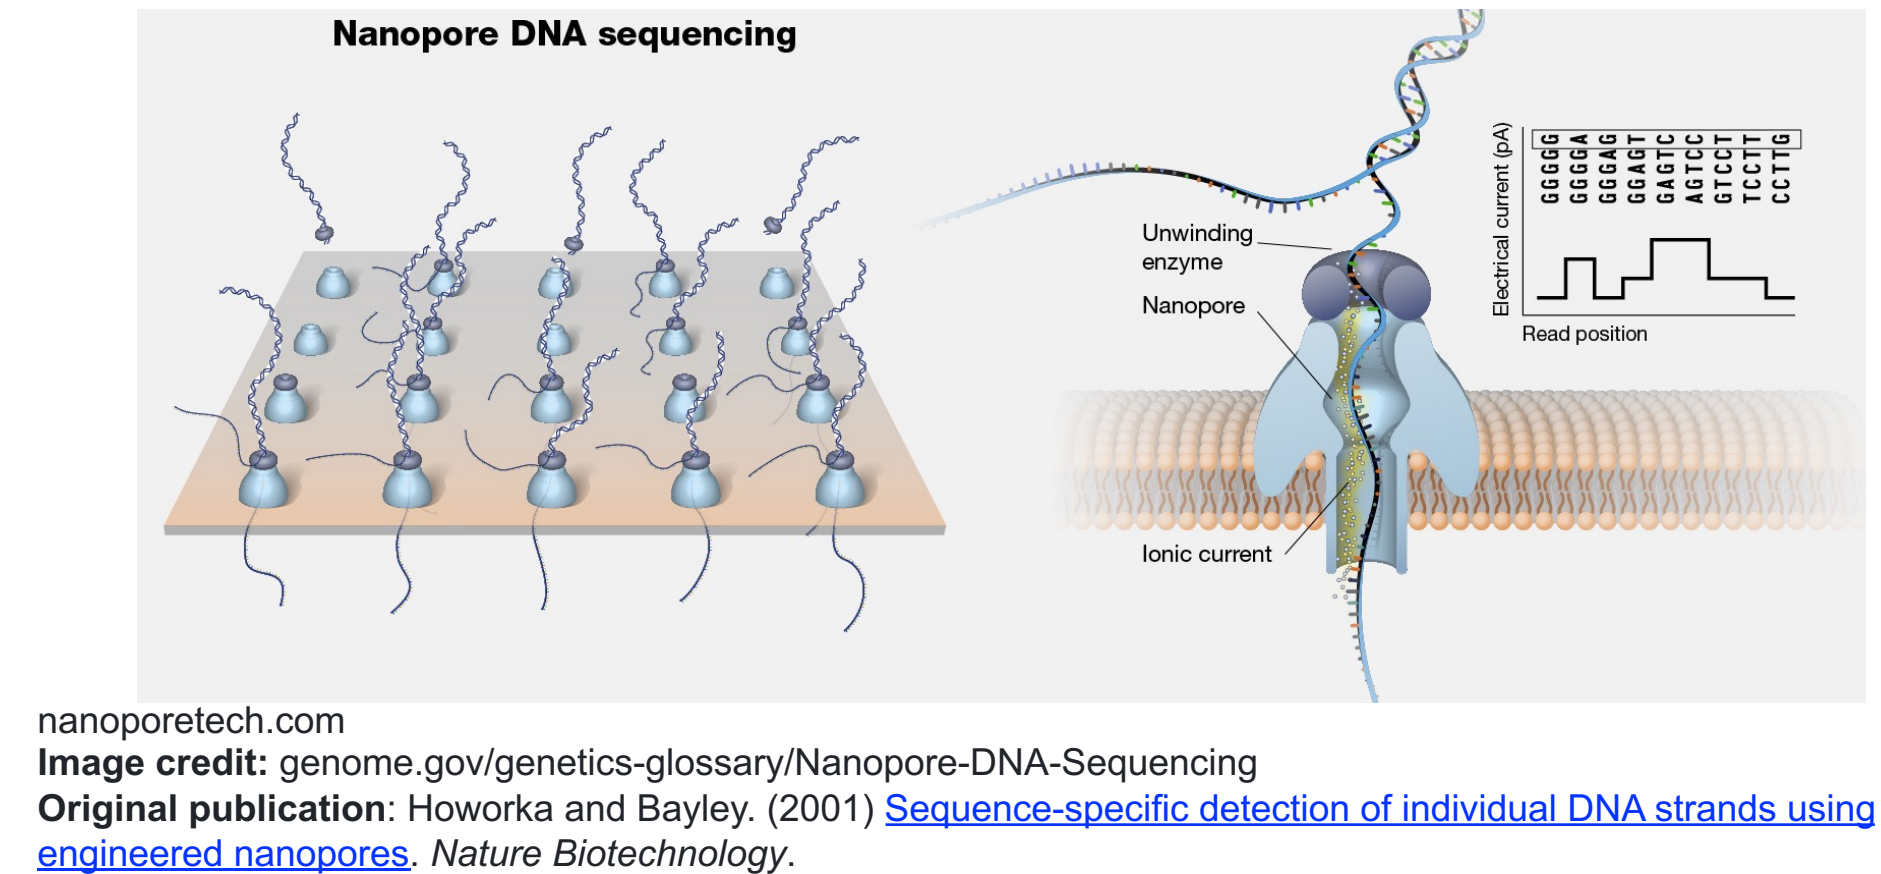 Nanopore DNA sequencing
Unwinding
enzyme
Nanopore
Ionic current
Electrical current (pA)
GGGGG
GGGGA
GGGAG
GGAGT
GAGTC
AGTCC
GTCCT
TCCTT
CCTTG
Read position
nanoporetech.com
Image credit: genome.gov/genetics-glossary/Nanopore-DNA-Sequencing
Original publication: Howorka and Bayley. (2001) Sequence-specific detection of individual DNA strands using
engineered nanopores. Nature Biotechnology.